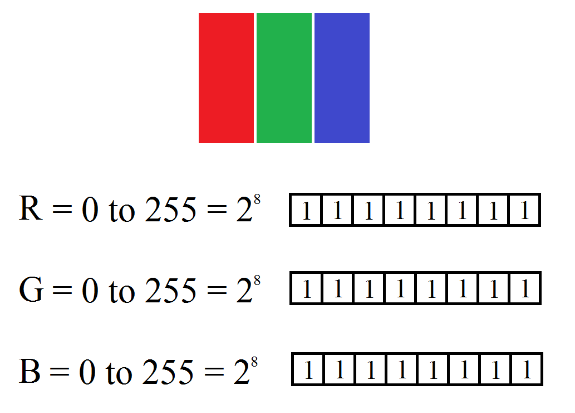 R = 0 to 255 = 2⁸ 1 1 1 1 1 1 1 1
G = 0 to 255 = 2⁸ 1 1 1 1 1 1 1 1
B = 0 to 255 = 2⁸ 1 1 1 1 1 1 1 1